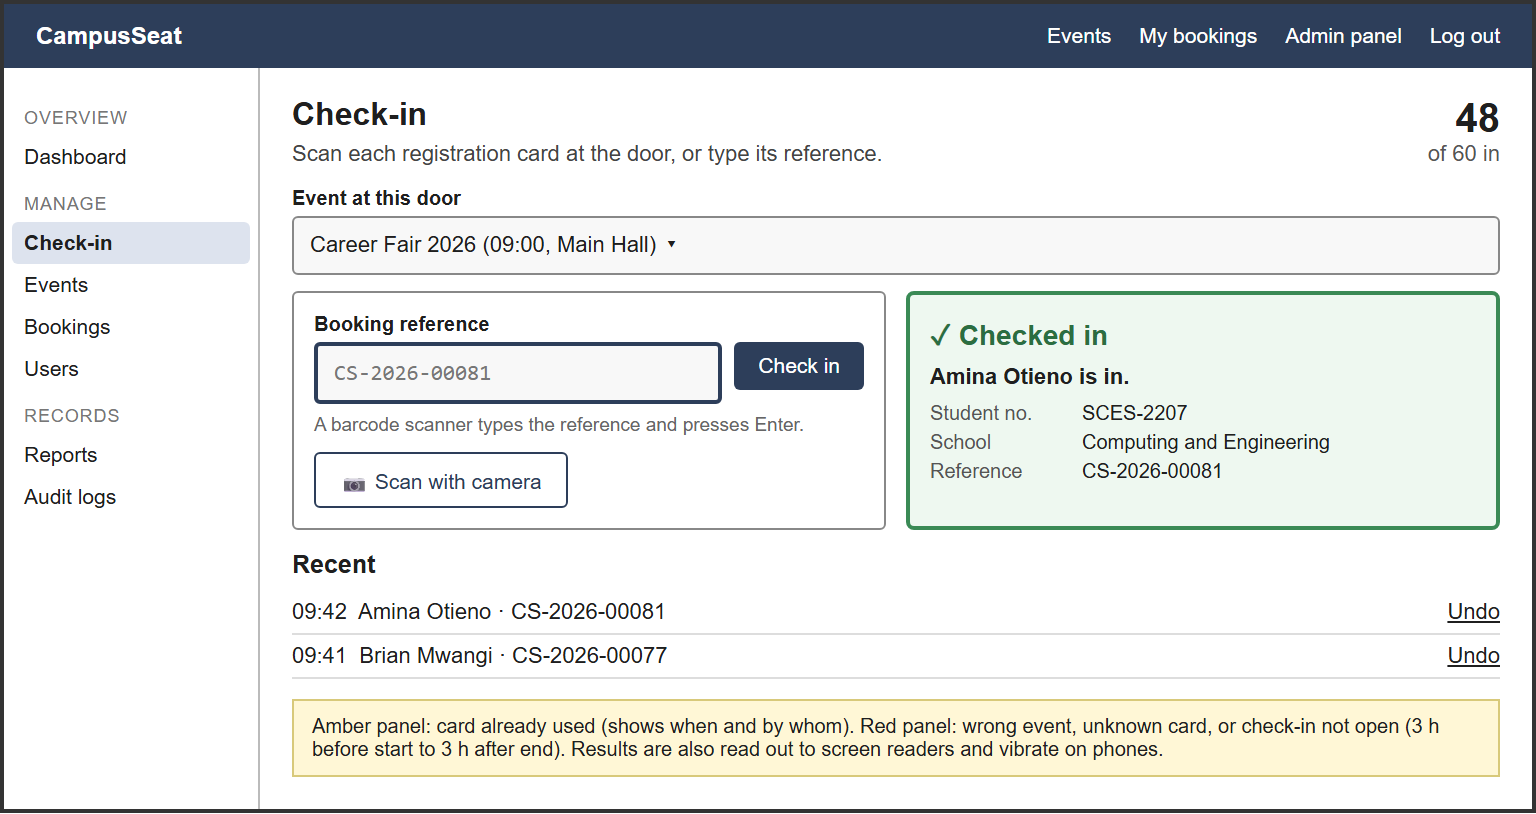 CampusSeat
Events
My bookings
Admin panel
Log out
OVERVIEW
Dashboard
MANAGE
Check-in
Events
Bookings
Users
RECORDS
Reports
Audit logs
Check-in
Scan each registration card at the door, or type its reference.
48
of 60 in
Event at this door
Career Fair 2026 (09:00, Main Hall) ▾
Booking reference
CS-2026-00081
Check in
A barcode scanner types the reference and presses Enter.
📷 Scan with camera
✓ Checked in
Amina Otieno is in.
Student no. SCES-2207
School Computing and Engineering
Reference CS-2026-00081
Recent
09:42 Amina Otieno · CS-2026-00081 Undo
09:41 Brian Mwangi · CS-2026-00077 Undo
Amber panel: card already used (shows when and by whom). Red panel: wrong event, unknown card, or check-in not open (3 h
before start to 3 h after end). Results are also read out to screen readers and vibrate on phones.